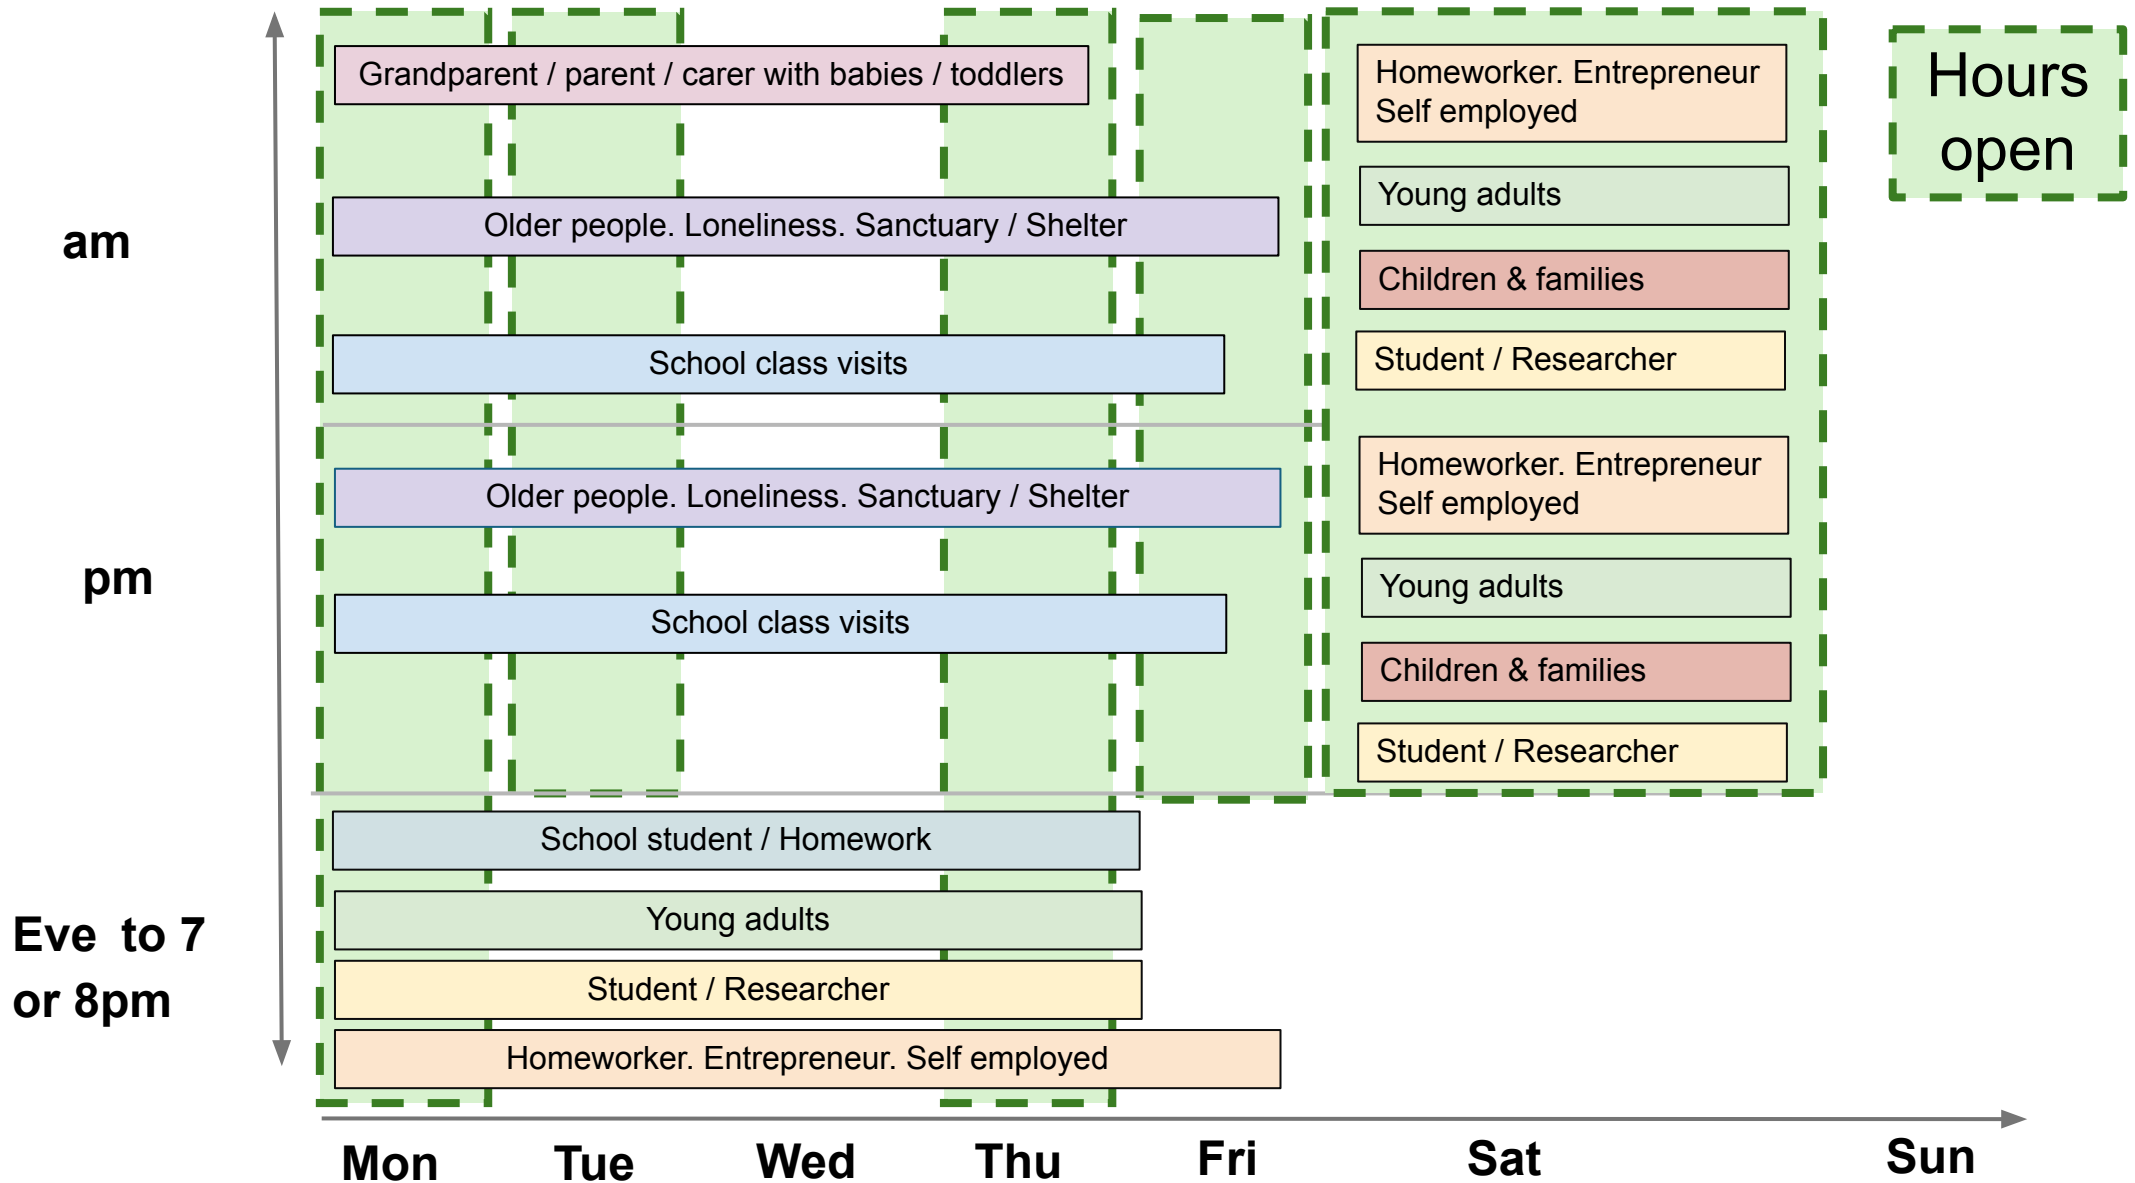 Grandparent / parent / carer with babies / toddlers
Homeworker. Entrepreneur
Self employed
Hours
open
Young adults
am
Older people. Loneliness. Sanctuary / Shelter
Children & families
School class visits
Student / Researcher
Homeworker. Entrepreneur
Self employed
Older people. Loneliness. Sanctuary / Shelter
pm
Young adults
School class visits
Children & families
Student / Researcher
School student / Homework
Eve to 7
or 8pm
Young adults
Student / Researcher
Homeworker. Entrepreneur. Self employed
Mon Tue Wed Thu Fri Sat Sun